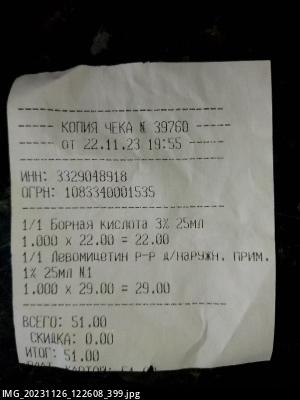 КОПИЯ ЧЕКА № 39760
от 22.11.23 19:55
ИНН: 3329048918
ОГРН: 1083340001535
1/1 Борная кислота 3% 25мл
1.000 x 22.00 = 22.00
1/1 Левомицетин р-р д/наружн. прим.
1% 25мл N1
1.000 x 29.00 = 29.00
ВСЕГО: 51.00
СКИДКА: 0.00
ИТОГ: 51.00
IMG_20231126_122608_399.jpg